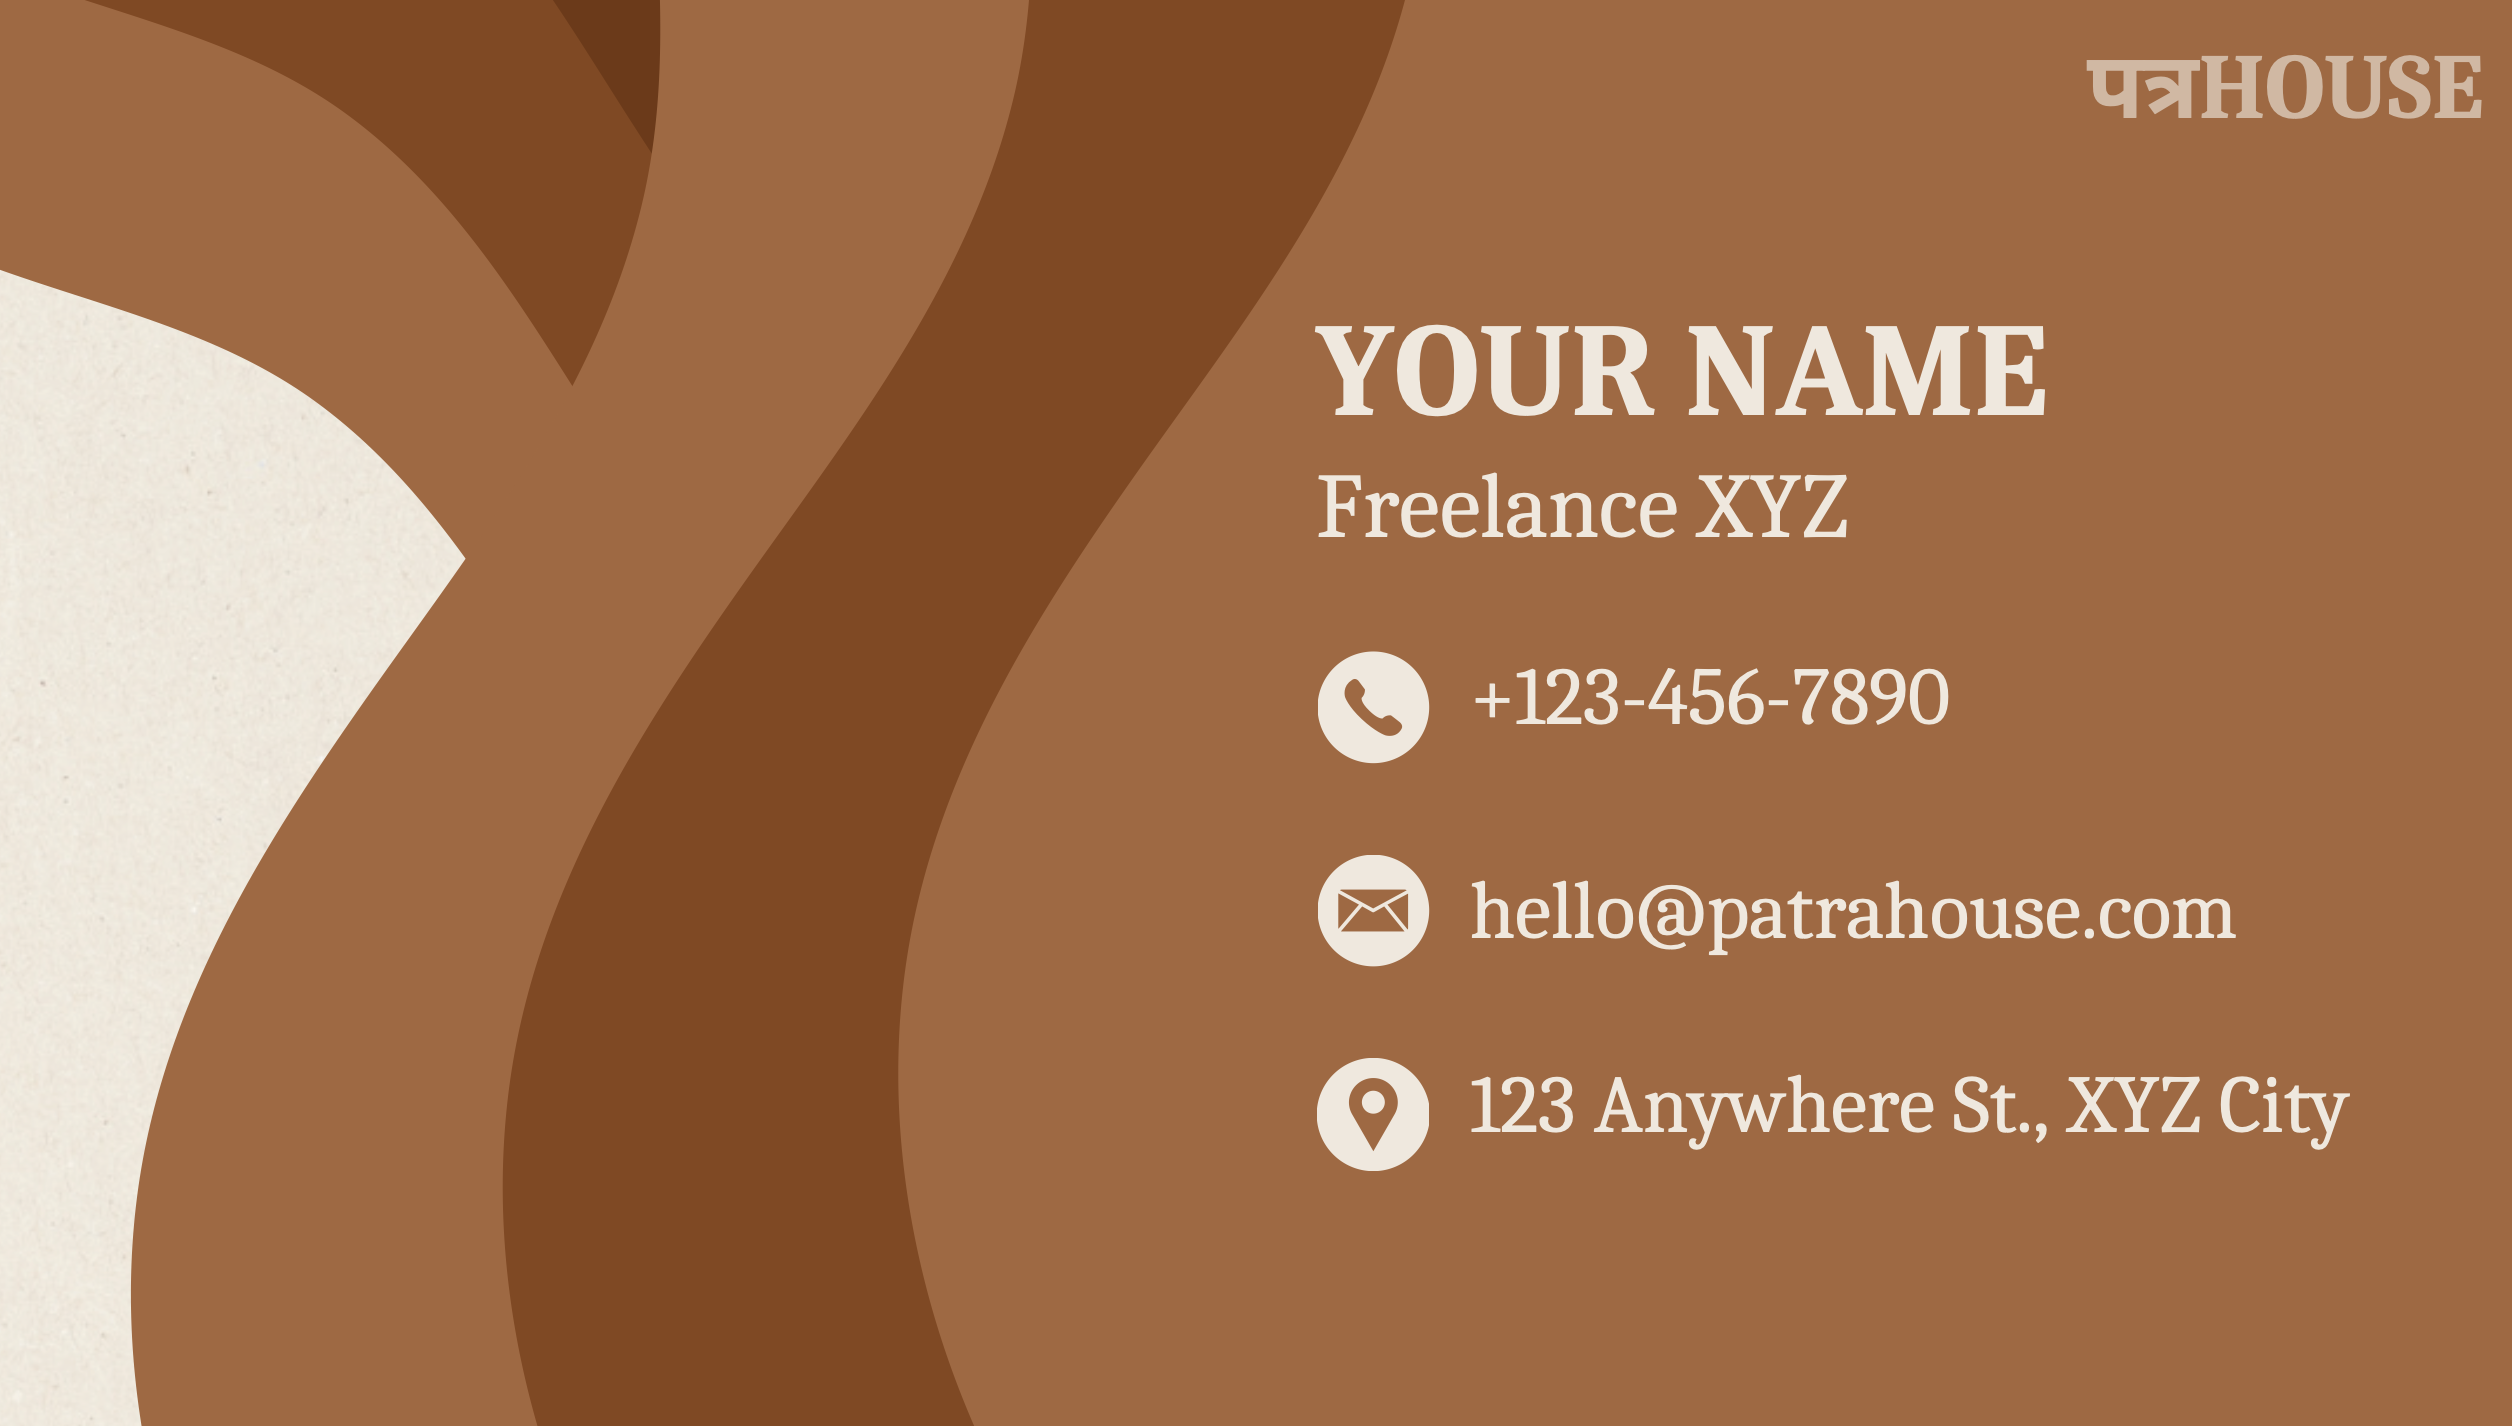 पत्रHOUSE
YOUR NAME
Freelance XYZ
+123-456-7890
hello@patrahouse.com
123 Anywhere St., XYZ City